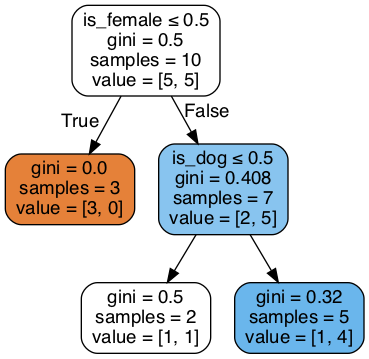 is_female ≤ 0.5
gini = 0.5
samples = 10
value = [5, 5]
True
False
gini = 0.0
samples = 3
value = [3, 0]
is_dog ≤ 0.5
gini = 0.408
samples = 7
value = [2, 5]
gini = 0.5
samples = 2
value = [1, 1]
gini = 0.32
samples = 5
value = [1, 4]